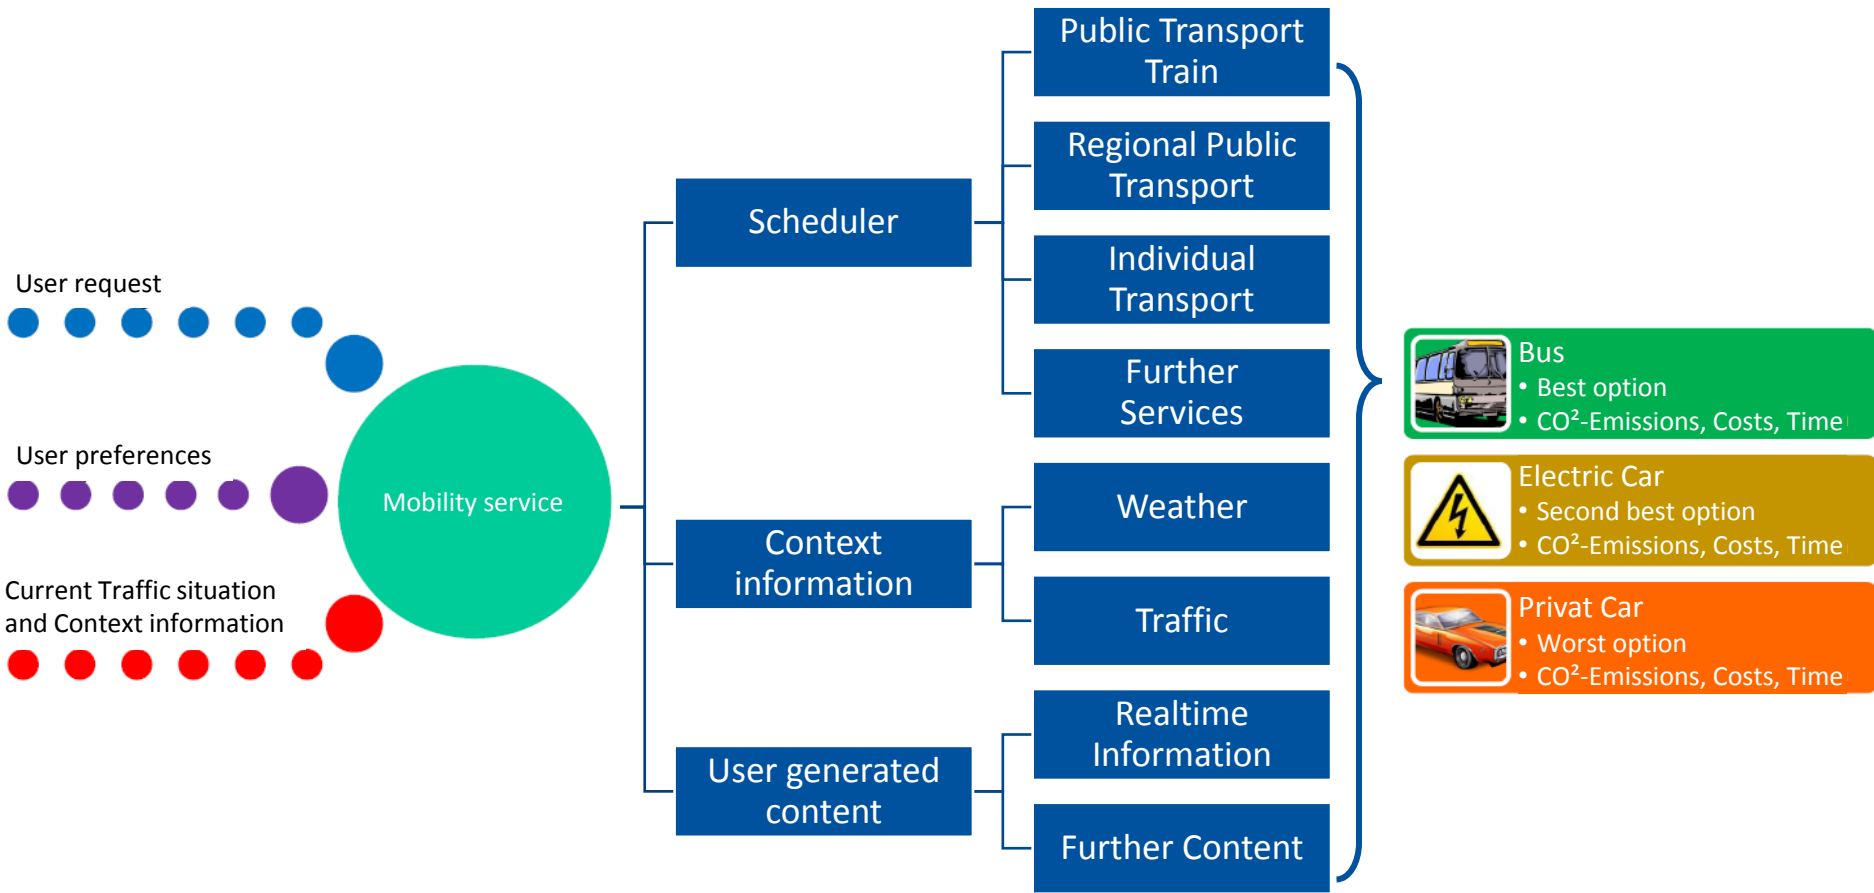 User request
User preferences
Current Traffic situation
and Context information
Mobility service
Scheduler
Context
information
User generated
content
Public Transport
Train
Regional Public
Transport
Individual
Transport
Further
Services
Weather
Traffic
Realtime
Information
Further Content
Bus
• Best option
• CO²-Emissions, Costs, Time
Electric Car
• Second best option
• CO²-Emissions, Costs, Time
Privat Car
• Worst option
• CO²-Emissions, Costs, Time